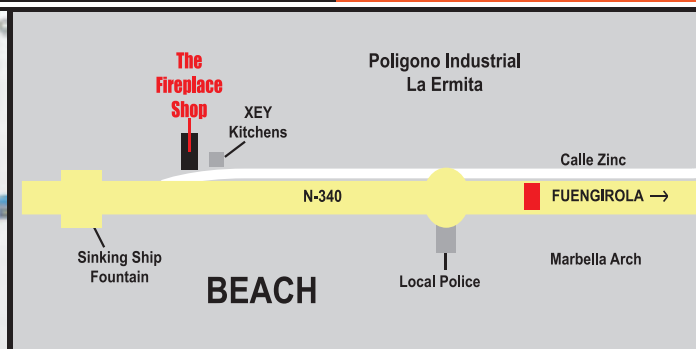 The
Fireplace
Shop
XEY
Kitchens
Poligono Industrial
La Ermita
Calle Zinc
N-340
FUENGIROLA →
Sinking Ship
Fountain
BEACH
Local Police
Marbella Arch